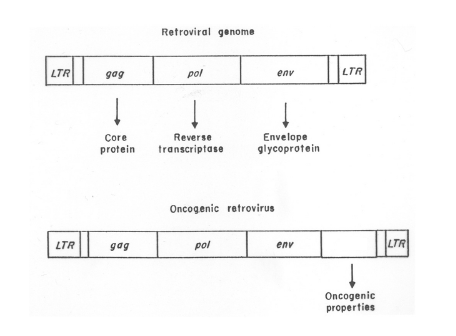 Retroviral genome
LTR gag pol env LTR
Core protein
Reverse transcriptase
Envelope glycoprotein
Oncogenic retrovirus
LTR gag pol env LTR
Oncogenic properties